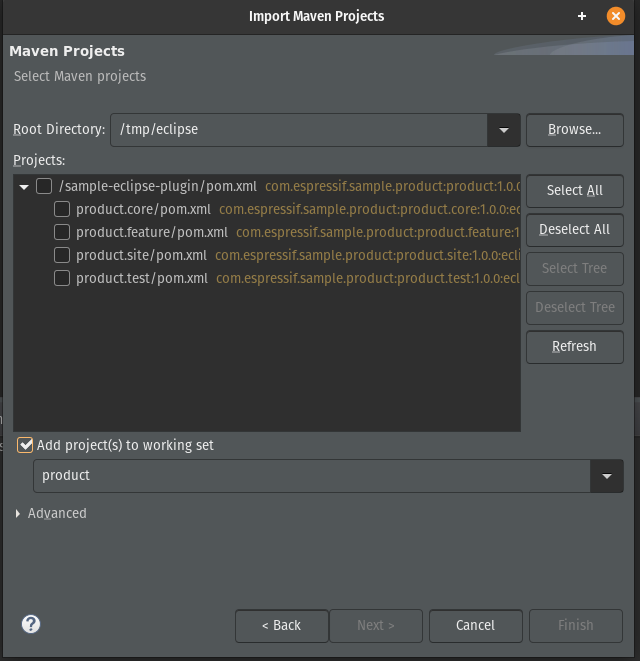 Import Maven Projects
Maven Projects
Select Maven projects
Root Directory: /tmp/eclipse Browse...
Projects:
/sample-eclipse-plugin/pom.xml com.espressif.sample.product:product:1.0.0
product.core/pom.xml com.espressif.sample.product:product.core:1.0.0:ec
product.feature/pom.xml com.espressif.sample.product:product.feature:1
product.site/pom.xml com.espressif.sample.product:product.site:1.0.0:ecli
product.test/pom.xml com.espressif.sample.product:product.test:1.0.0:ecl
Select All
Deselect All
Select Tree
Deselect Tree
Refresh
Add project(s) to working set
product
Advanced
? < Back Next > Cancel Finish